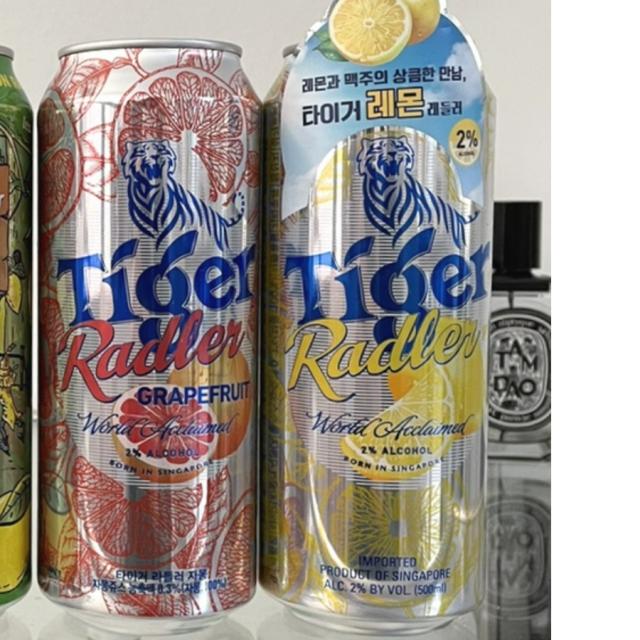 Tiger
Radler
GRAPEFRUIT
World Acclaimed
2% ALCOHOL
BORN IN SINGAPORE
타이거 라들러 자몽,
레몬과 맥주의 상큼한 만남,
타이거 레몬 래들러
2%
ALCOHOL
Tiger
Radler
World Acclaimed
2% ALCOHOL
BORN IN SINGAPORE
IMPORTED
PRODUCT OF SINGAPORE
ALC. 2% BY VOL. (500ml)
TAM
DAO